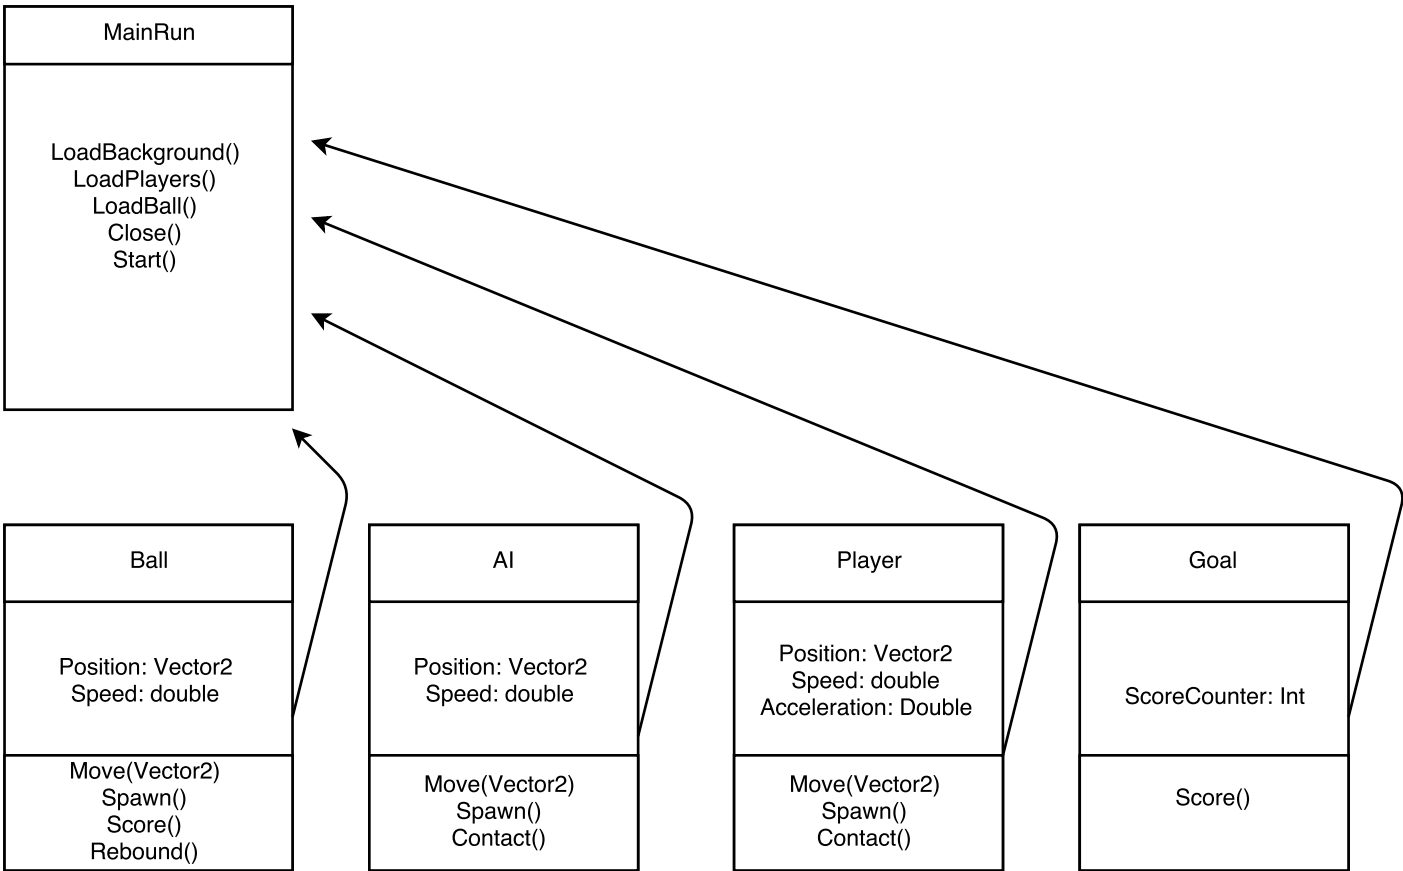 MainRun
LoadBackground()
LoadPlayers()
LoadBall()
Close()
Start()
Ball
Position: Vector2
Speed: double
Move(Vector2)
Spawn()
Score()
Rebound()
AI
Position: Vector2
Speed: double
Move(Vector2)
Spawn()
Contact()
Player
Position: Vector2
Speed: double
Acceleration: Double
Move(Vector2)
Spawn()
Contact()
Goal
ScoreCounter: Int
Score()